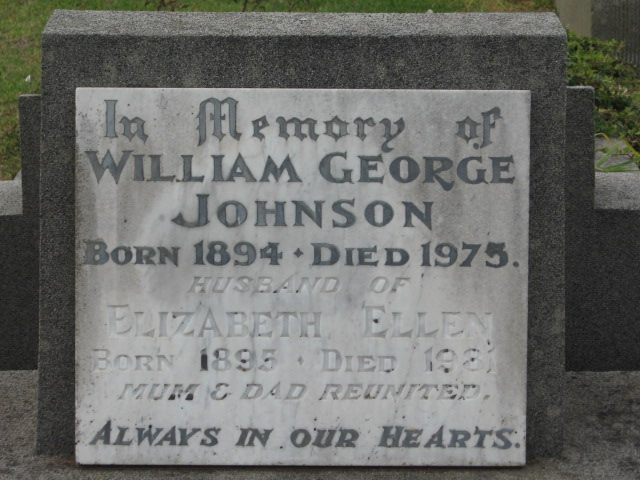 In Memory of
WILLIAM GEORGE
JOHNSON
BORN 1894 · DIED 1975.
HUSBAND OF
ELIZABETH ELLEN
BORN 1895 · DIED 1981
MUM & DAD REUNITED.
ALWAYS IN OUR HEARTS.